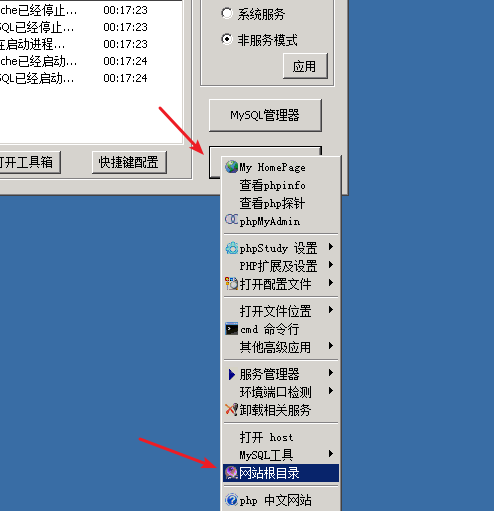 che已经停止... 00:17:23
SQL已经停止... 00:17:23
在启动进程... 00:17:23
che已经启动... 00:17:24
SQL已经启动... 00:17:24
系统服务
非服务模式
应用
MySQL管理器
打开工具箱
快捷键配置
My HomePage
查看phpinfo
查看php探针
phpMyAdmin
phpStudy 设置
PHP扩展及设置
打开配置文件
打开文件位置
cmd 命令行
其他高级应用
服务管理器
环境端口检测
卸载相关服务
打开 host
MySQL工具
网站根目录
php 中文网站